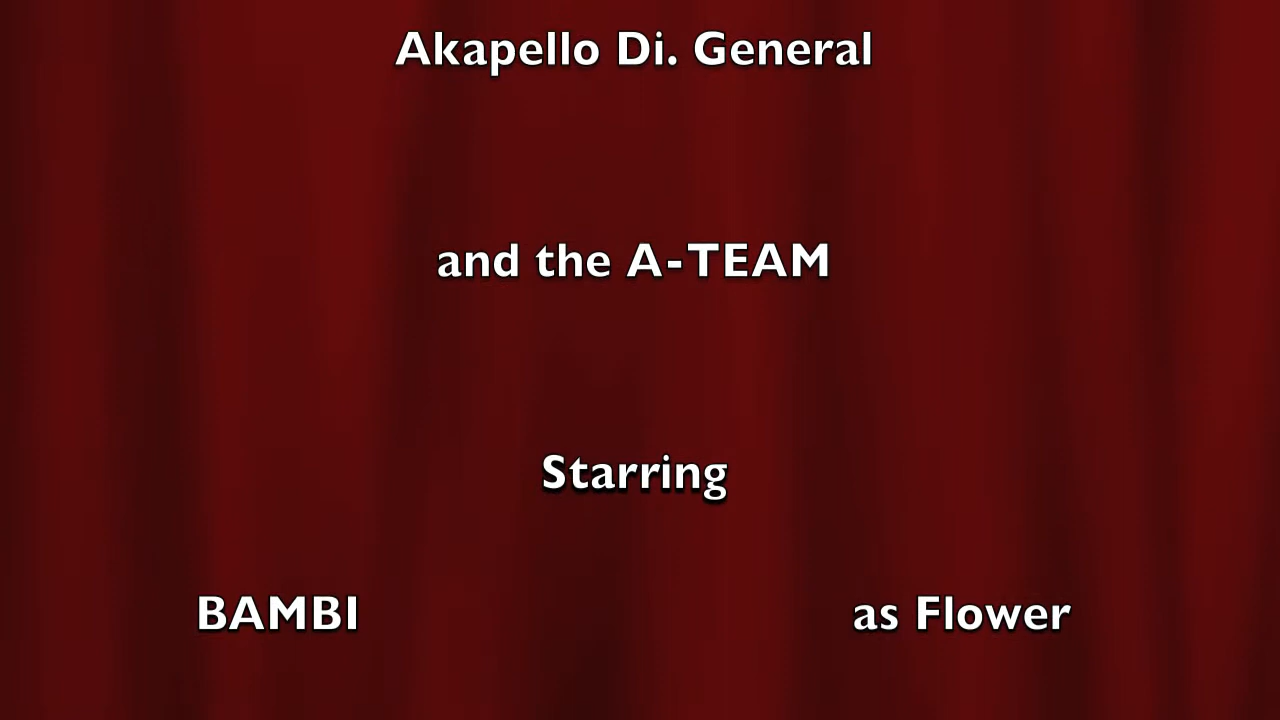 Akapello Di. General
and the A-TEAM
Starring
BAMBI as Flower